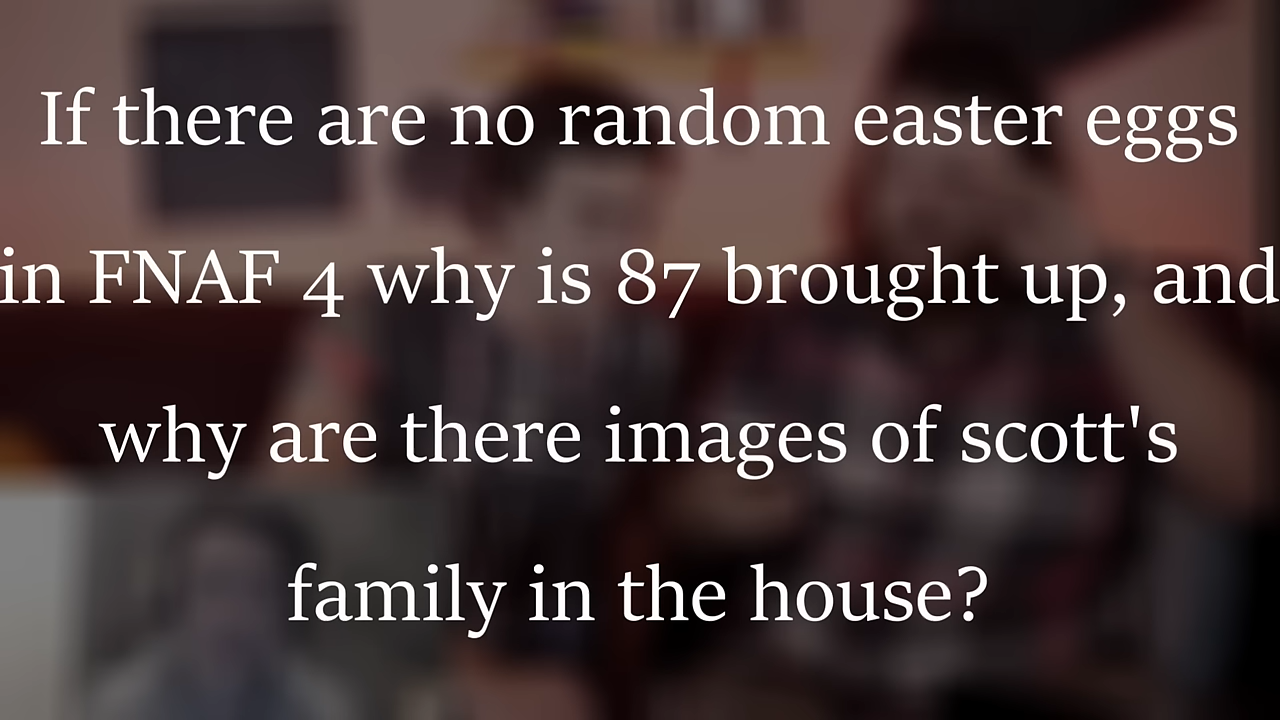 If there are no random easter eggs
in FNAF 4 why is 87 brought up, and
why are there images of scott's
family in the house?